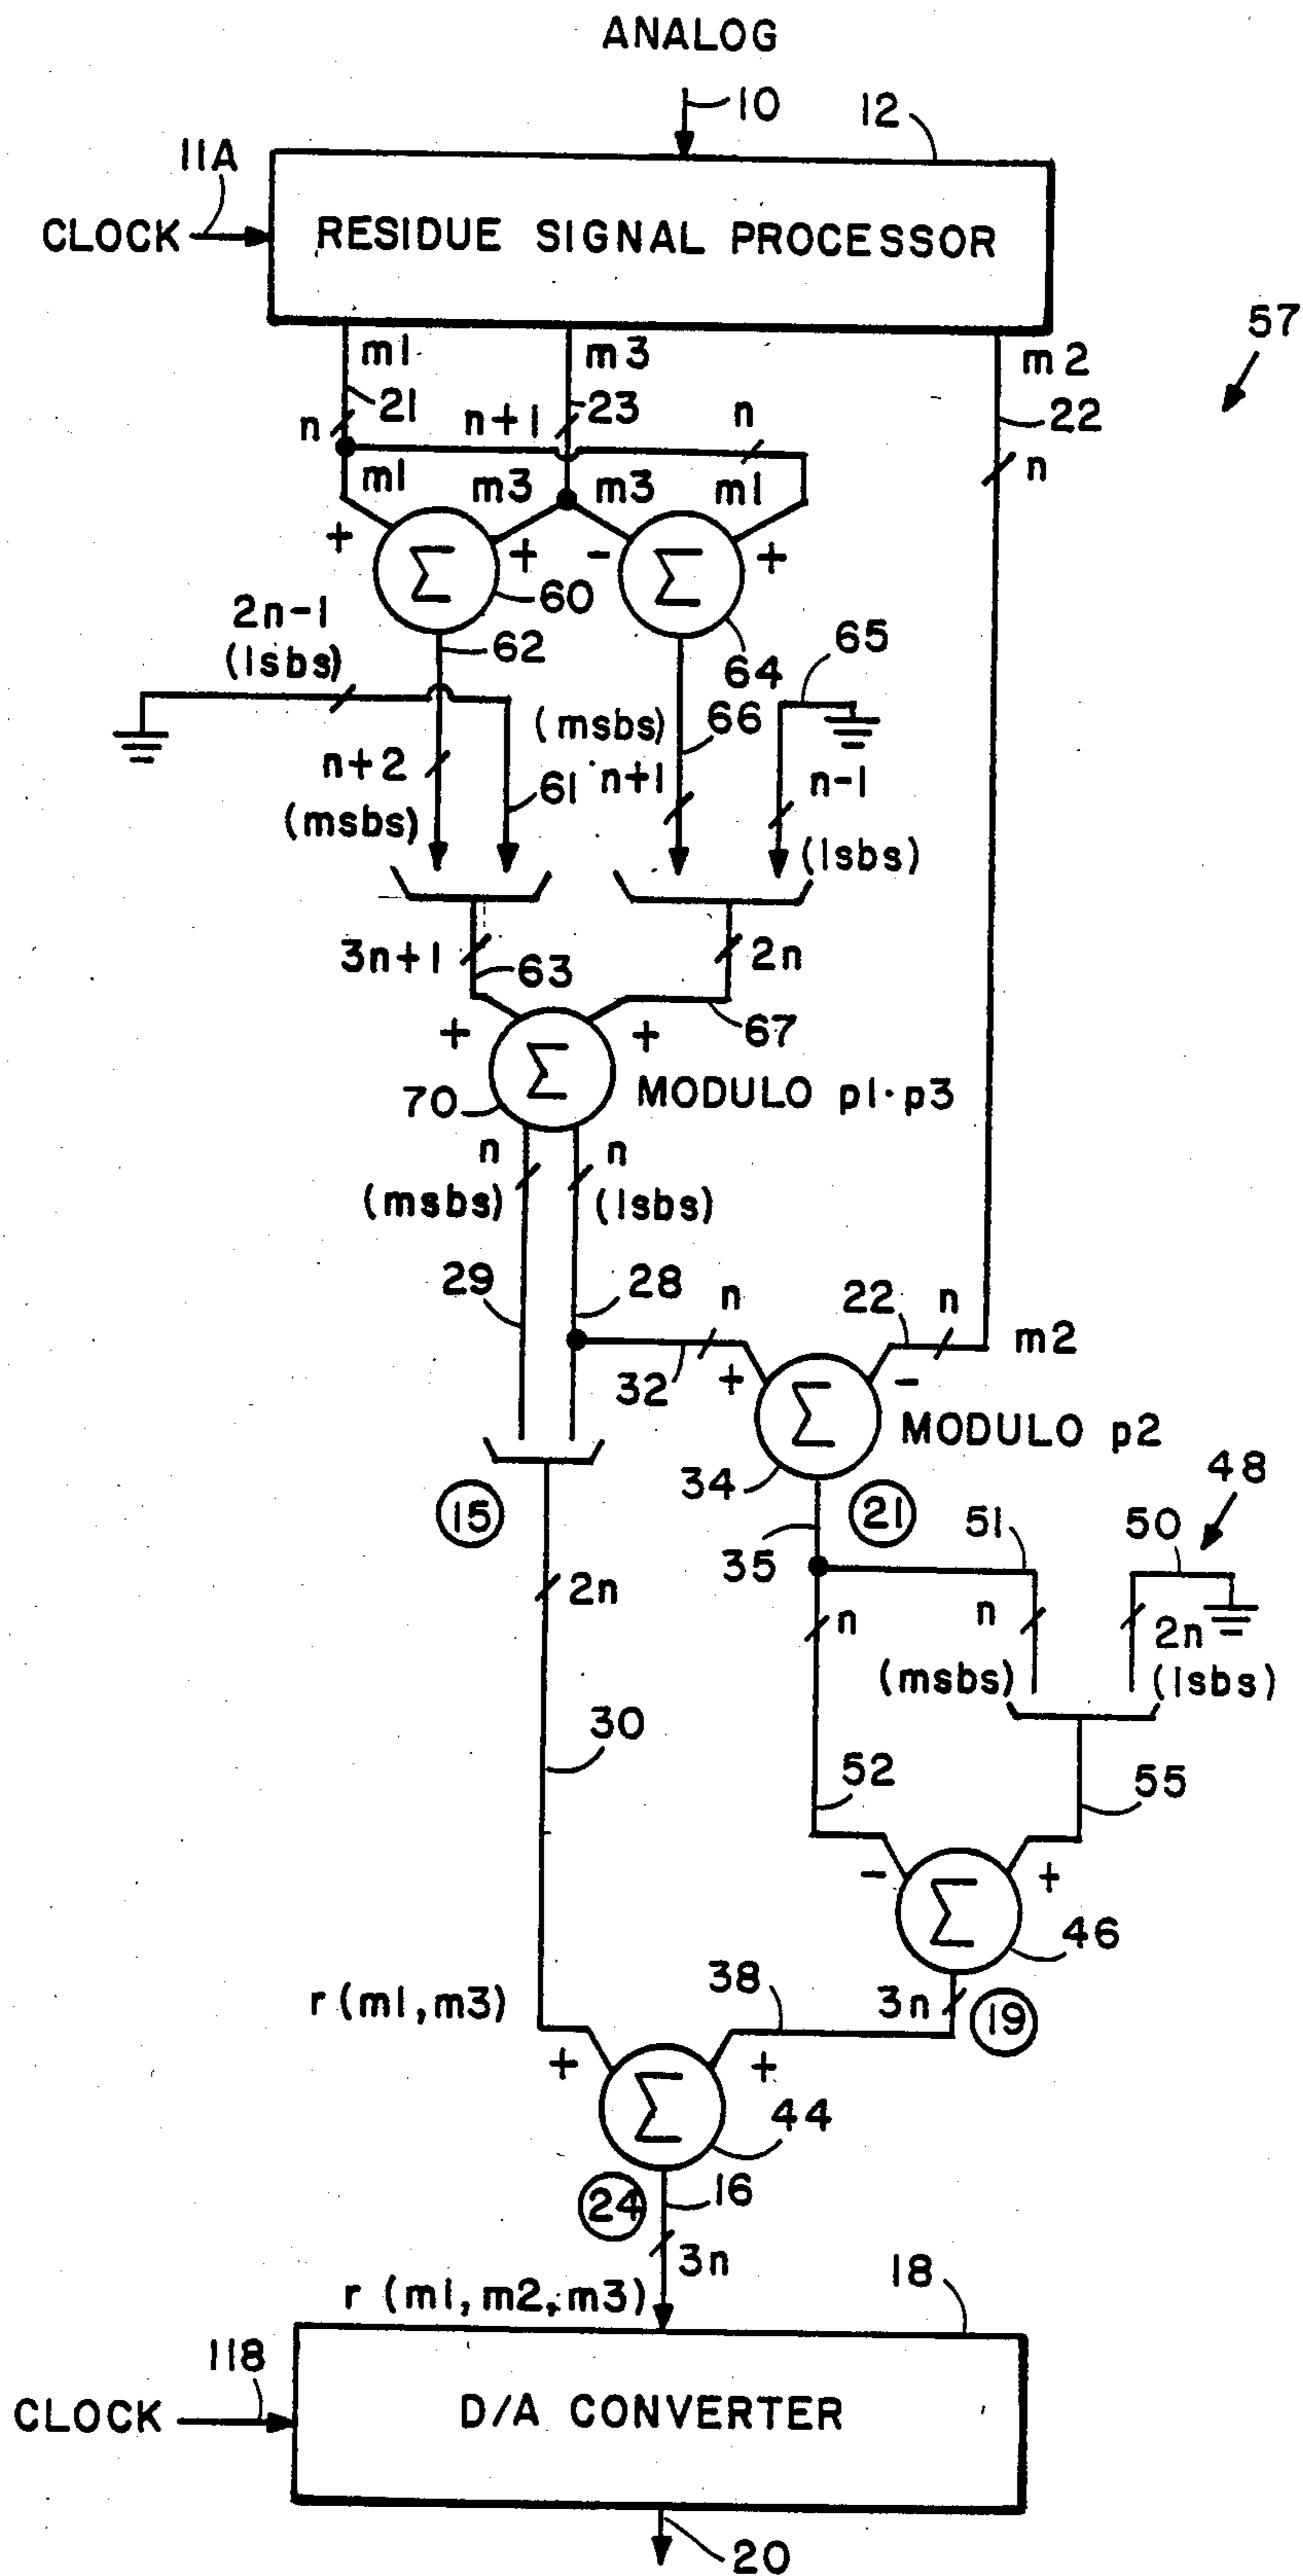 ANALOG
10
12
11A
CLOCK
RESIDUE SIGNAL PROCESSOR
57
m1
m3
m2
21
n+1
23
n
22
n
n
m1
m3
m3
m1
+
+
-
+
Σ
Σ
60
2n-1
(lsbs)
62
64
65
(msbs)
66
n+2
n+1
n-1
(msbs)
61
(lsbs)
3n+1
63
2n
67
+
+
Σ
70
MODULO p1·p3
n
n
(msbs)
(lsbs)
29
28
n
22
n
m2
32
+
-
Σ
MODULO p2
34
48
15
21
51
50
35
2n
n
n
2n
(msbs)
(lsbs)
30
52
55
-
+
Σ
46
r(m1,m3)
38
3n
19
+
+
Σ
44
24
16
3n
r (m1,m2,m3)
18
118
CLOCK
D/A CONVERTER
20